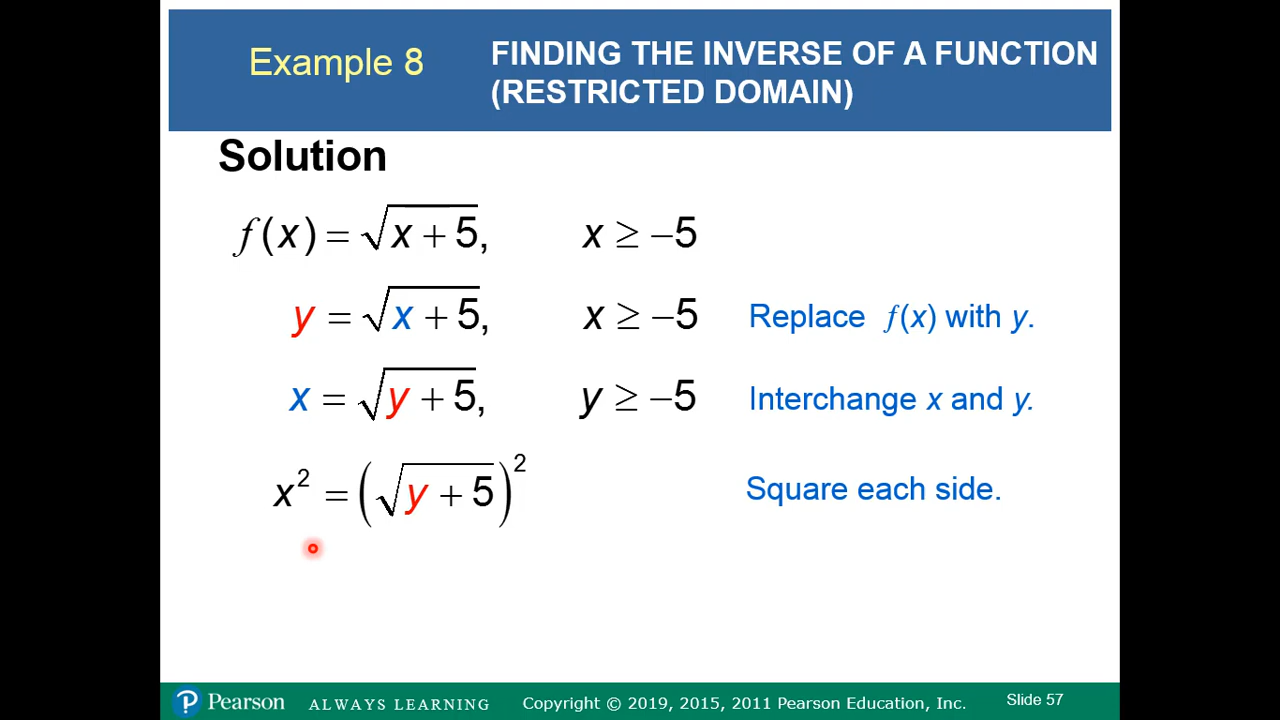 Example 8
FINDING THE INVERSE OF A FUNCTION
(RESTRICTED DOMAIN)
Solution
f(x) = √(x + 5), x ≥ −5
y = √(x + 5), x ≥ −5 Replace f(x) with y.
x = √(y + 5), y ≥ −5 Interchange x and y.
x² = (√(y + 5))² Square each side.
Pearson ALWAYS LEARNING Copyright © 2019, 2015, 2011 Pearson Education, Inc. Slide 57